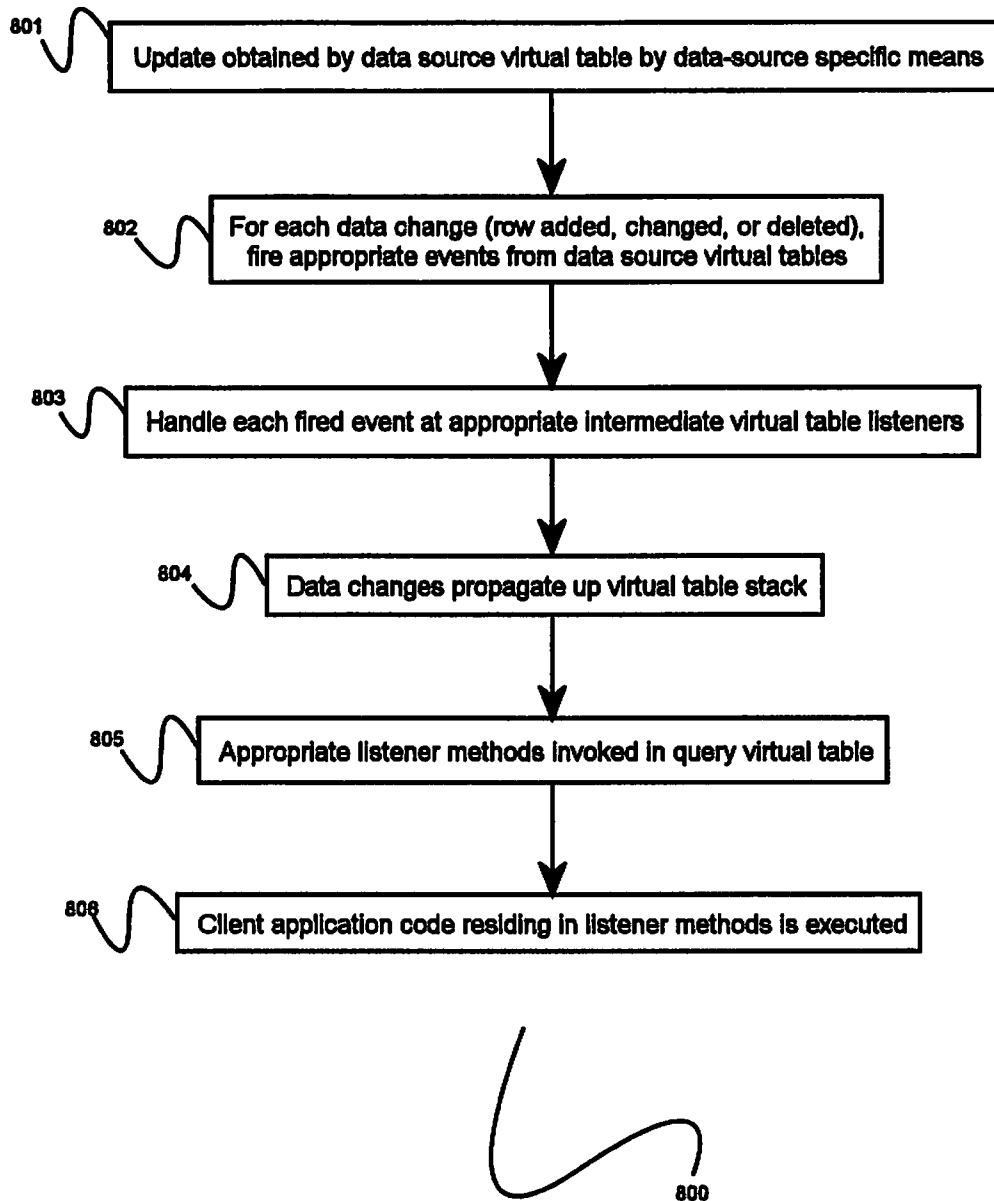 801
Update obtained by data source virtual table by data-source specific means
802
For each data change (row added, changed, or deleted),
fire appropriate events from data source virtual tables
803
Handle each fired event at appropriate intermediate virtual table listeners
804
Data changes propagate up virtual table stack
805
Appropriate listener methods invoked in query virtual table
806
Client application code residing in listener methods is executed
800